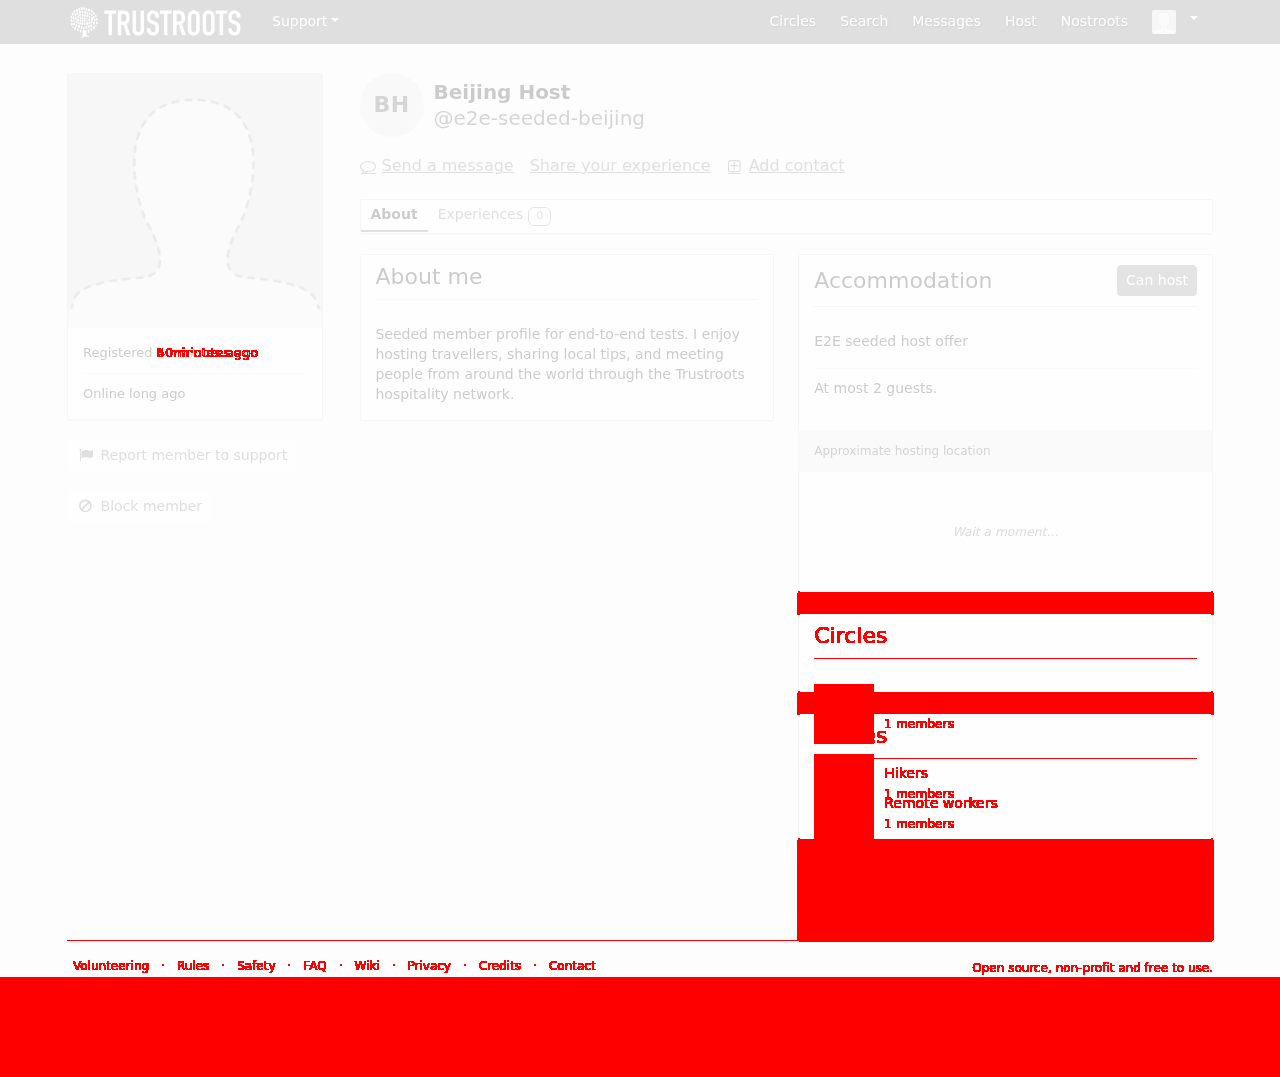 TRUSTROOTS Support Circles Search Messages Host Nostroots
BH
Beijing Host
@e2e-seeded-beijing
Send a message Share your experience Add contact
About Experiences 0
Registered ago
Online long ago
Report member to support
Block member
About me
Seeded member profile for end-to-end tests. I enjoy
hosting travellers, sharing local tips, and meeting
people from around the world through the Trustroots
hospitality network.
Accommodation Can host
E2E seeded host offer
At most 2 guests.
Approximate hosting location
Wait a moment...
Circles
1 members
Hikers
1 members
Remote workers
1 members
Volunteering · Rules · Safety · FAQ · Wiki · Privacy · Credits · Contact
Open source, non-profit and free to use.